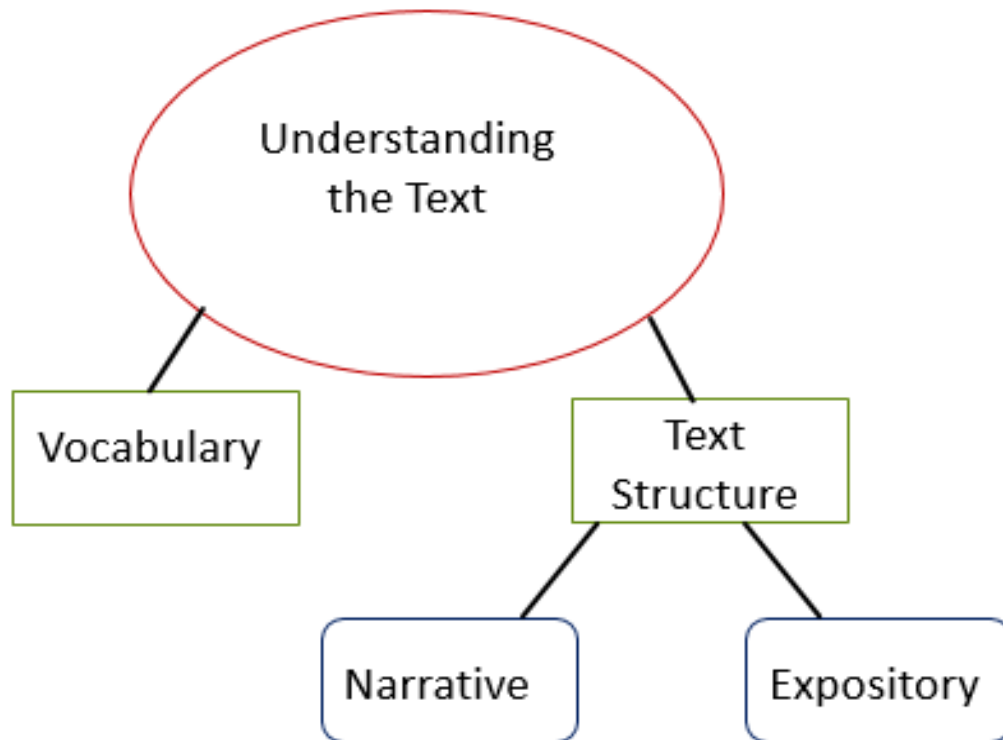 Understanding
the Text
Vocabulary
Text
Structure
Narrative
Expository